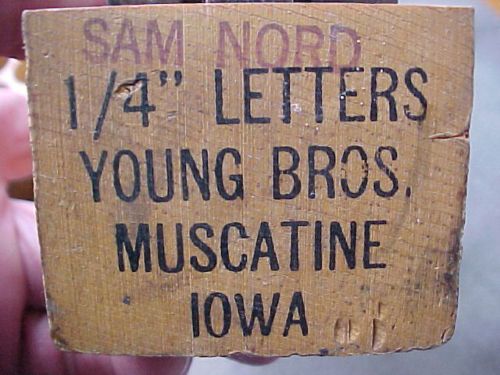 SAM NORD
1/4" LETTERS
YOUNG BROS.
MUSCATINE
IOWA